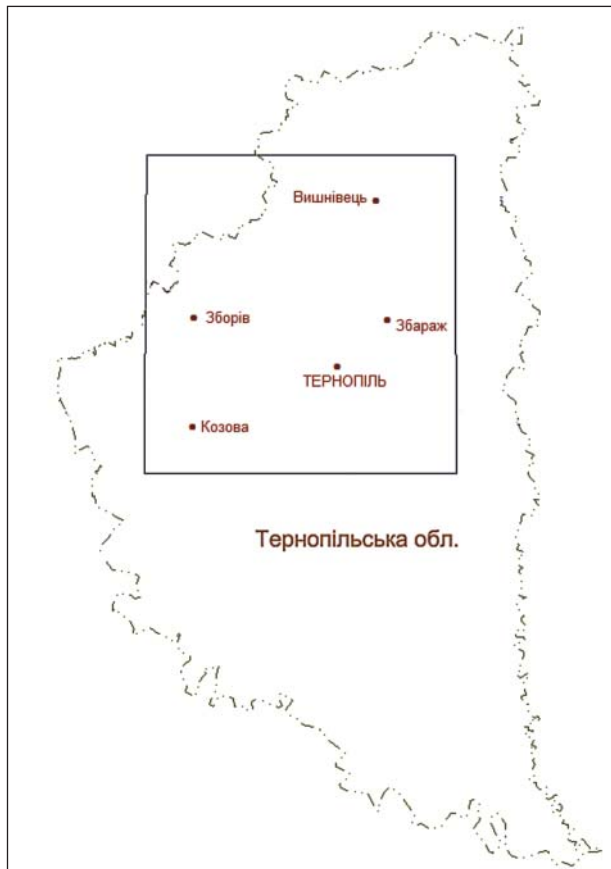 Вишнівець
Зборів
Збараж
ТЕРНОПІЛЬ
Козова
Тернопільська обл.